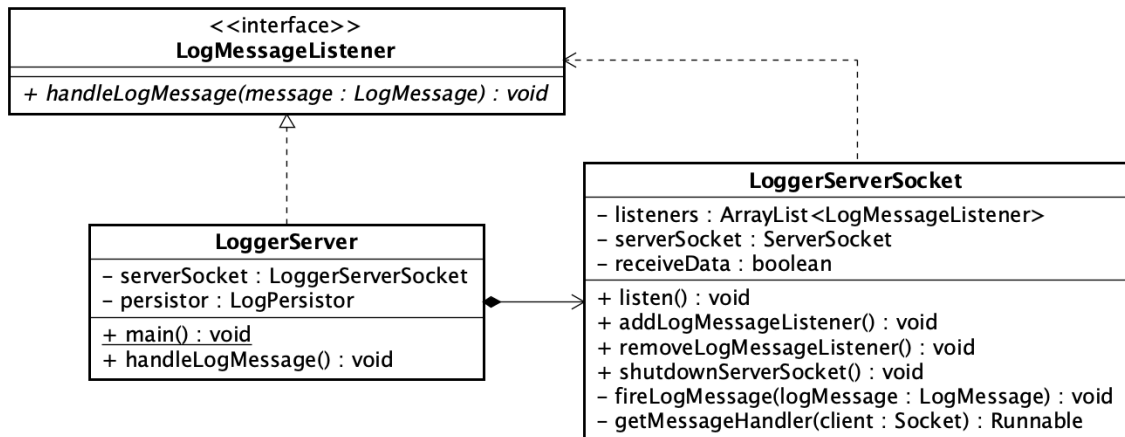 <<interface>>
LogMessageListener
+ handleLogMessage(message : LogMessage) : void
LoggerServer
– serverSocket : LoggerServerSocket
– persistor : LogPersistor
+ main() : void
+ handleLogMessage() : void
LoggerServerSocket
– listeners : ArrayList<LogMessageListener>
– serverSocket : ServerSocket
– receiveData : boolean
+ listen() : void
+ addLogMessageListener() : void
+ removeLogMessageListener() : void
+ shutdownServerSocket() : void
– fireLogMessage(logMessage : LogMessage) : void
– getMessageHandler(client : Socket) : Runnable